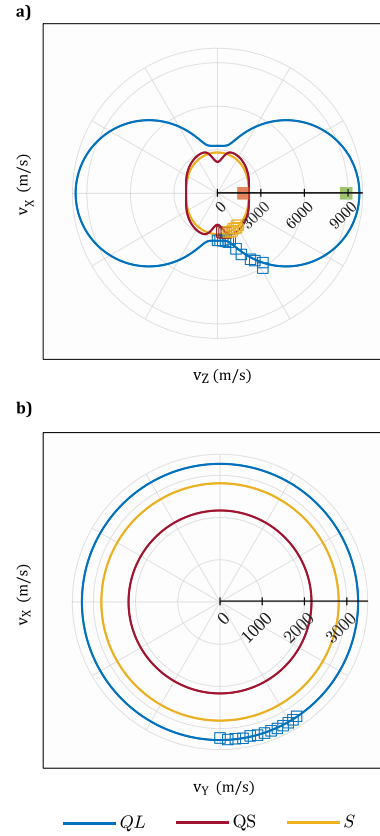 a)
v_X (m/s)
0
3000
6000
9000
v_Z (m/s)
b)
v_X (m/s)
0
1000
2000
3000
v_Y (m/s)
QL QS S